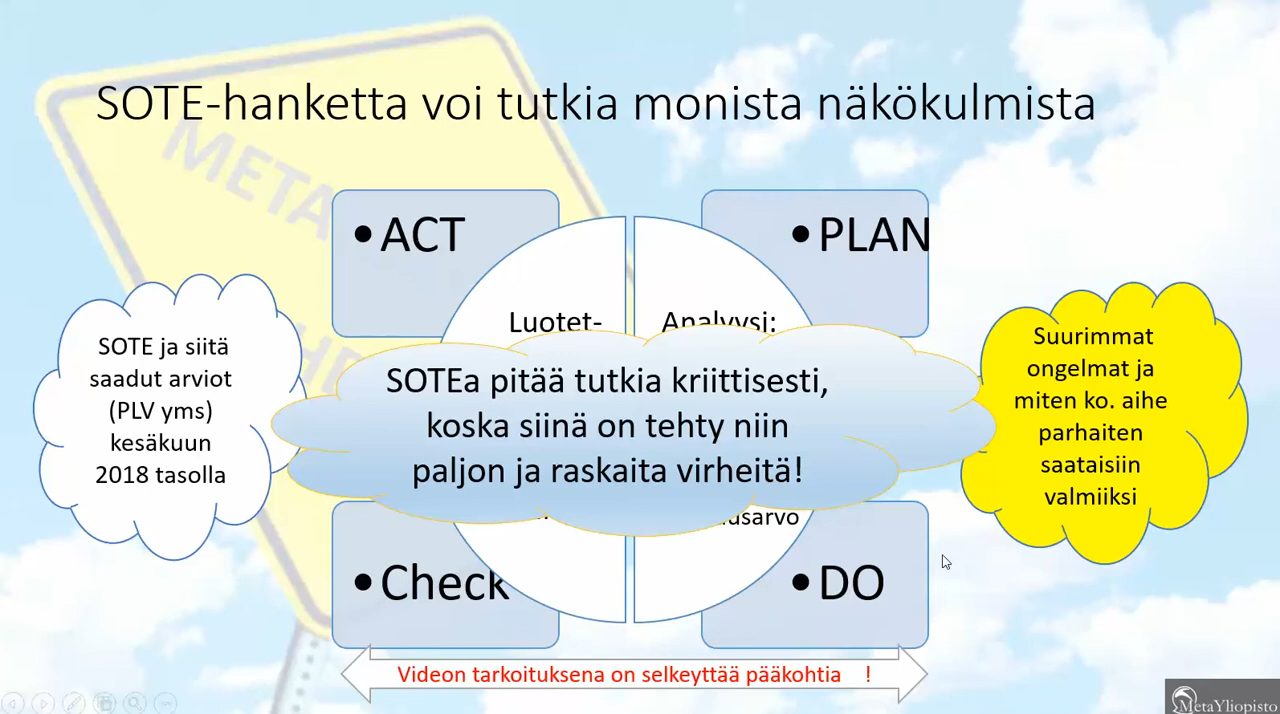 SOTE-hanketta voi tutkia monista näkökulmista
META
•ACT
•PLAN
Luotet-
Analyysi:
SOTE ja siitä
saadut arviot
(PLV yms)
kesäkuun
2018 tasolla
SOTEa pitää tutkia kriittisesti,
koska siinä on tehty niin
paljon ja raskaita virheitä!
Suurimmat
ongelmat ja
miten ko. aihe
parhaiten
saataisiin
valmiiksi
•Check
•DO
Videon tarkoituksena on selkeyttää pääkohtia !
MetaYliopisto